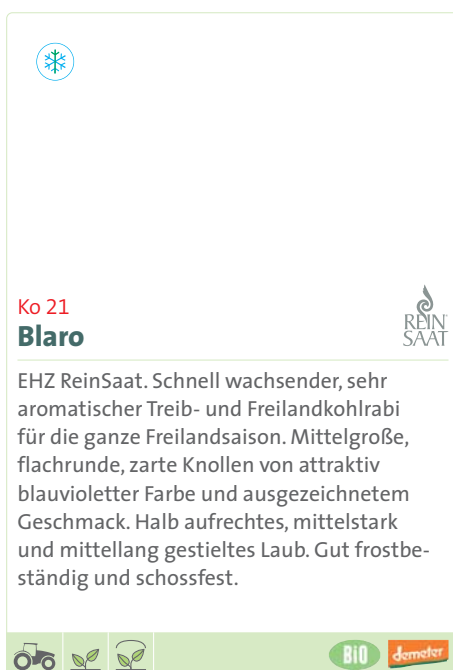 Ko 21
Blaro
REIN
SAAT
EHZ ReinSaat. Schnell wachsender, sehr
aromatischer Treib- und Freilandkohlrabi
für die ganze Freilandsaison. Mittelgroße,
flachrunde, zarte Knollen von attraktiv
blauvioletter Farbe und ausgezeichnetem
Geschmack. Halb aufrechtes, mittelstark
und mittellang gestieltes Laub. Gut frostbe-
ständig und schossfest.
BIO
demeter